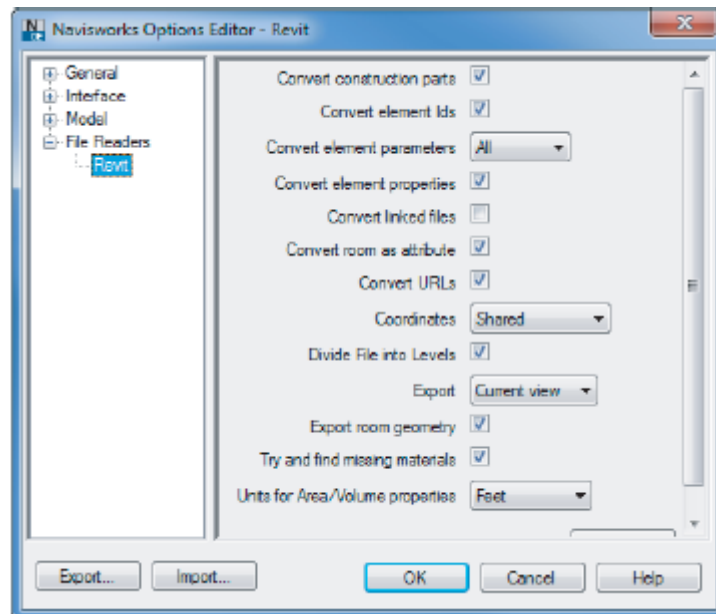 Navisworks Options Editor - Revit
General
Interface
Model
File Readers
Revit
Convert construction parts
Convert element Ids
Convert element parameters All
Convert element properties
Convert linked files
Convert room as attribute
Convert URLs
Coordinates Shared
Divide File into Levels
Export Current view
Export room geometry
Try and find missing materials
Units for Area/Volume properties Feet
Export... Import... OK Cancel Help